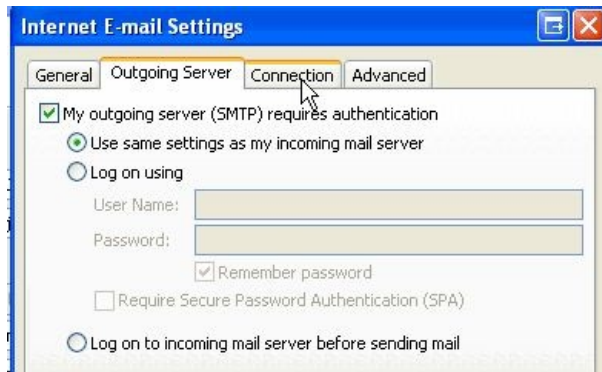 Internet E-mail Settings
General Outgoing Server Connection Advanced
My outgoing server (SMTP) requires authentication
Use same settings as my incoming mail server
Log on using
User Name:
Password:
Remember password
Require Secure Password Authentication (SPA)
Log on to incoming mail server before sending mail